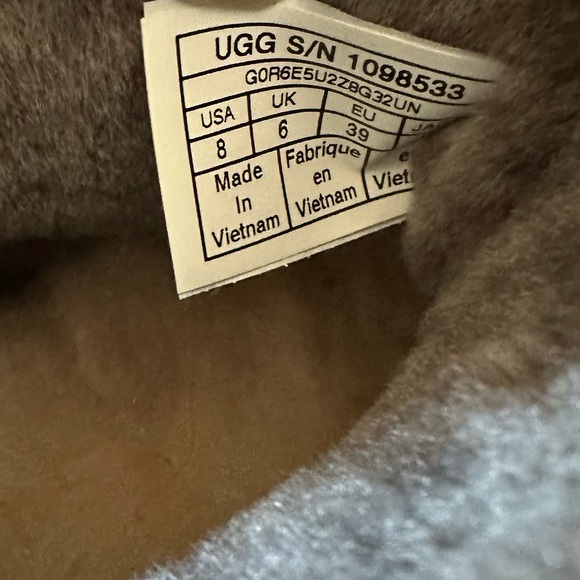 UGG S/N 1098533
G0R6E5U2Z8G32UN
USA UK EU
8 6 39
Made Fabrique
In en
Vietnam Vietnam